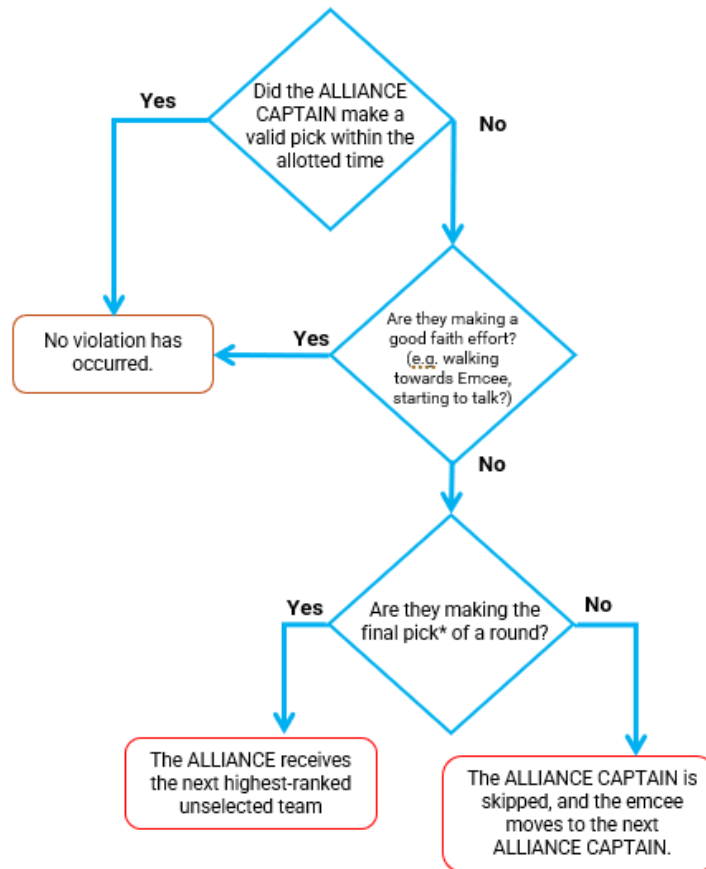 Did the ALLIANCE
CAPTAIN make a
valid pick within the
allotted time
Yes
No
Are they making a
good faith effort?
(e.g. walking
towards Emcee,
starting to talk?)
Yes
No violation has
occurred.
No
Are they making the
final pick* of a round?
Yes
No
The ALLIANCE receives
the next highest-ranked
unselected team
The ALLIANCE CAPTAIN is
skipped, and the emcee
moves to the next
ALLIANCE CAPTAIN.